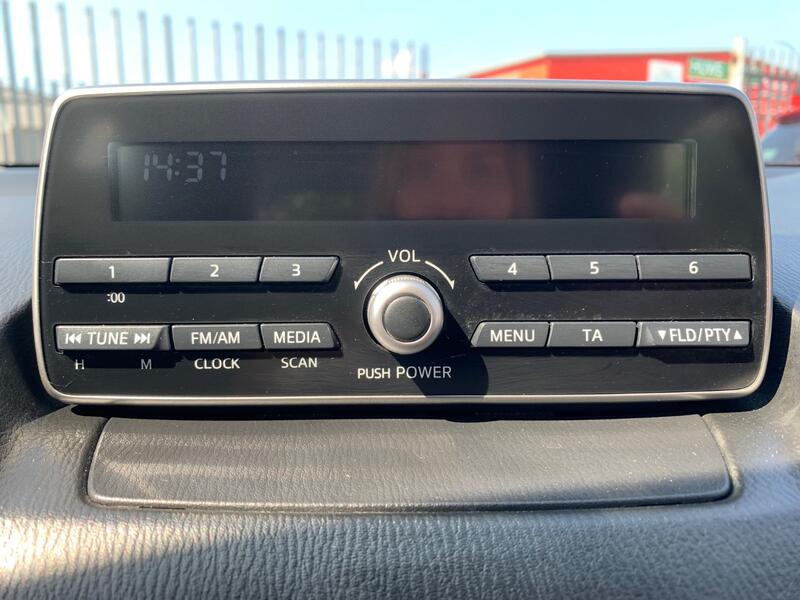 14:37
VOL
1 2 3 4 5 6
:00
TUNE FM/AM MEDIA MENU TA ▼FLD/PTY▲
H M CLOCK SCAN
PUSH POWER